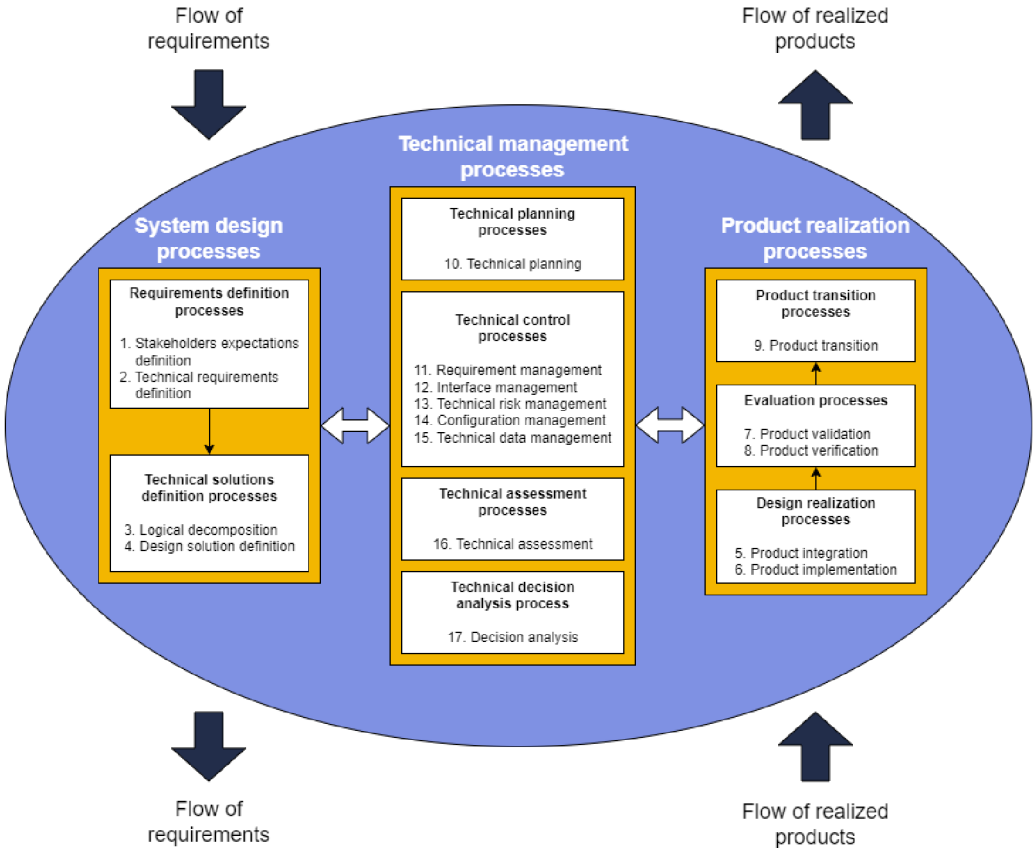 Flow of
requirements
Flow of realized
products
Technical management
processes
System design
processes
Requirements definition
processes
1. Stakeholders expectations
definition
2. Technical requirements
definition
Technical solutions
definition processes
3. Logical decomposition
4. Design solution definition
Technical planning
processes
10. Technical planning
Technical control
processes
11. Requirement management
12. Interface management
13. Technical risk management
14. Configuration management
15. Technical data management
Technical assessment
processes
16. Technical assessment
Technical decision
analysis process
17. Decision analysis
Product realization
processes
Product transition
processes
9. Product transition
Evaluation processes
7. Product validation
8. Product verification
Design realization
processes
5. Product integration
6. Product implementation
Flow of
requirements
Flow of realized
products